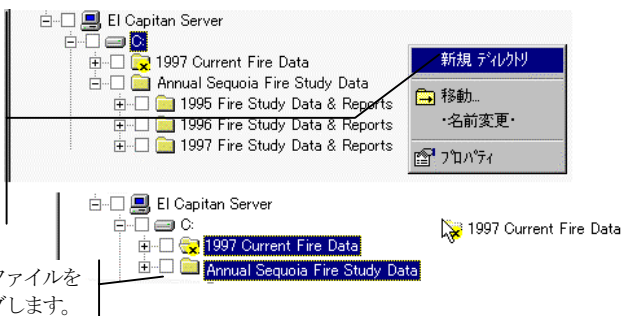 El Capitan Server
C:
1997 Current Fire Data
Annual Sequoia Fire Study Data
1995 Fire Study Data & Reports
1996 Fire Study Data & Reports
1997 Fire Study Data & Reports
新規 ディレクトリ
移動...
・名前変更・
プロパティ
El Capitan Server
C:
1997 Current Fire Data
Annual Sequoia Fire Study Data
1997 Current Fire Data
ファイルを
グします。